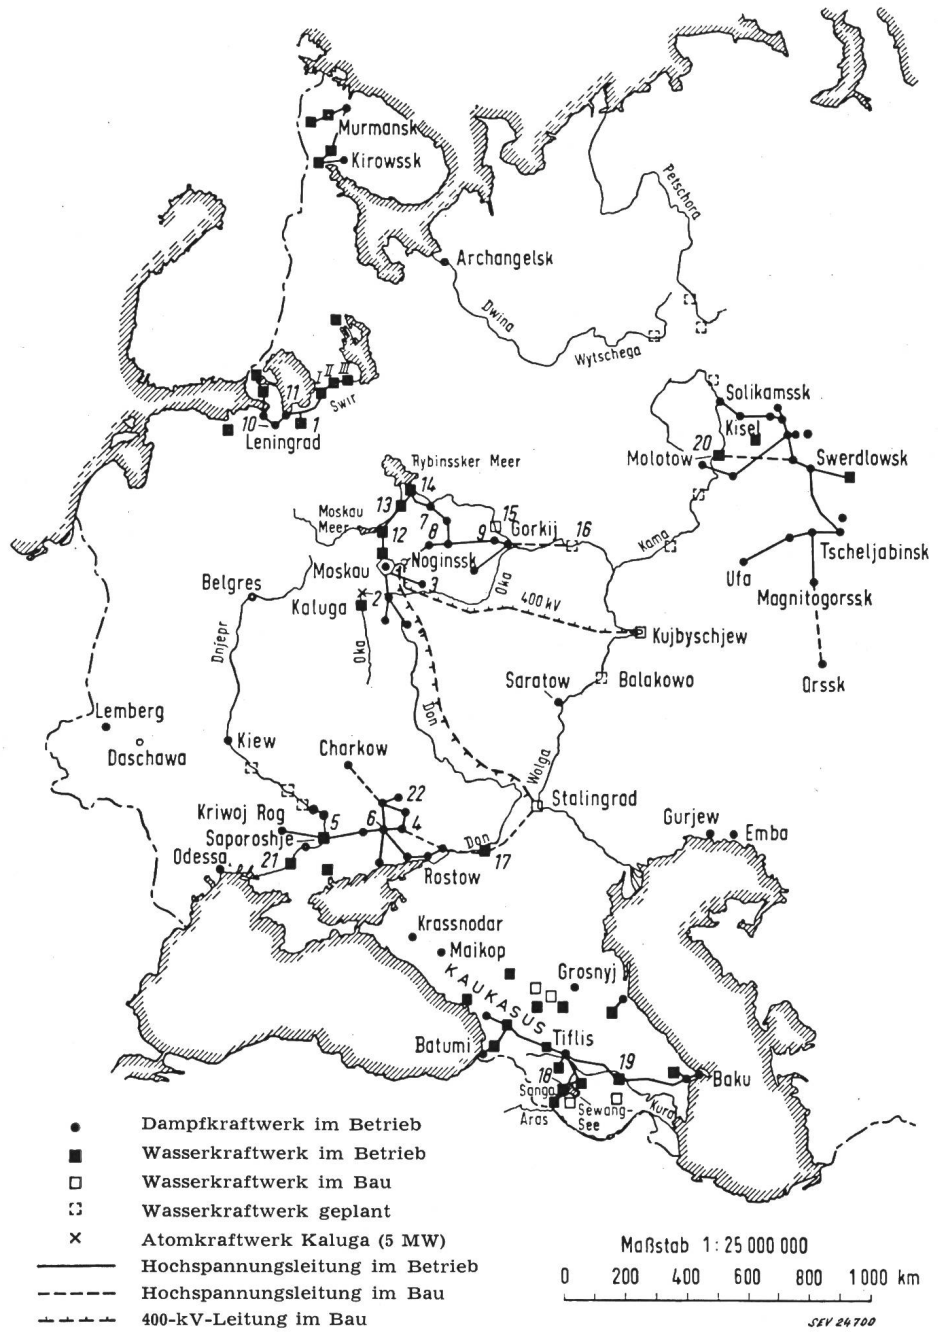 Murmansk
Kirowssk
Petschora
Archangelsk
Dwina
Wytschega
I II III
11
Swir
10
1
Leningrad
Solikamssk
Kisel
20
Molotow
Swerdlowsk
Rybinssker Meer
14
13
Moskau
Meer
7
15
12
8
9
Gorkij
16
Kama
Tscheljabinsk
Noginssk
Moskau
Ufa
3
Oka
Magnitogorssk
Belgres
Kaluga
2
400 kV
Kujbyschjew
Dnjepr
Oka
Orssk
Saratow
Balakowo
Lemberg
Don
Daschawa
Kiew
Charkow
Wolga
22
Stalingrad
Kriwoj Rog
5
6
4
Gurjew
Emba
Saporoshje
Don
21
17
Odessa
Rostow
Krassnodar
Maikop
KAUKASUS
Grosnyj
Tiflis
Batumi
19
18
Baku
Sanga
Kura
Aras
Sewang-
See
Dampfkraftwerk im Betrieb
Wasserkraftwerk im Betrieb
Wasserkraftwerk im Bau
Wasserkraftwerk geplant
Atomkraftwerk Kaluga (5 MW)
Hochspannungsleitung im Betrieb
Hochspannungsleitung im Bau
400-kV-Leitung im Bau
Maßstab 1:25 000 000
0 200 400 600 800 1000 km
SEV 24700